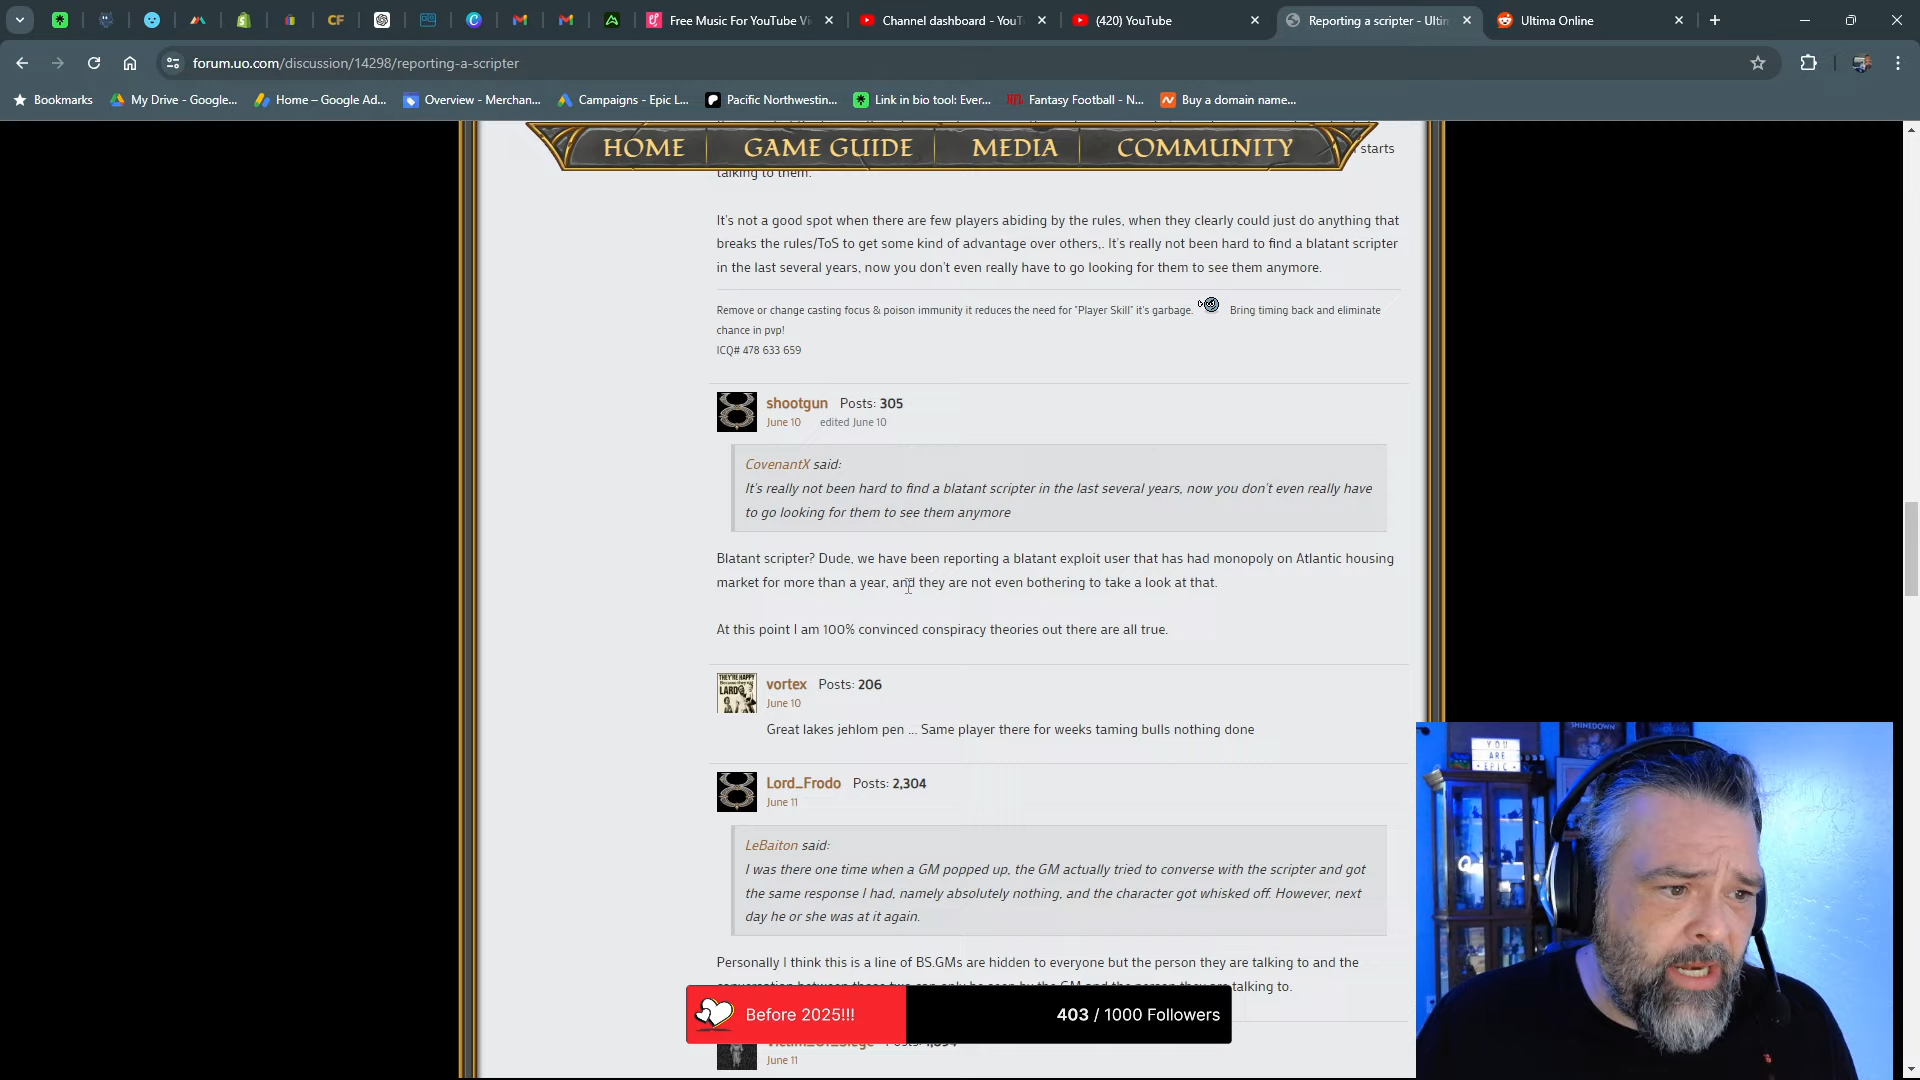 Free Music For YouTube Vi
Channel dashboard - YouT
(420) YouTube
Reporting a scripter - Ultim
Ultima Online
forum.uo.com/discussion/14298/reporting-a-scripter
Bookmarks
My Drive - Google...
Home – Google Ad...
Overview - Merchan...
Campaigns - Epic L...
Pacific Northwestin...
Link in bio tool: Ever...
Fantasy Football - N...
Buy a domain name...
HOME GAME GUIDE MEDIA COMMUNITY
starts
talking to them.
It's not a good spot when there are few players abiding by the rules, when they clearly could just do anything that
breaks the rules/ToS to get some kind of advantage over others,. It's really not been hard to find a blatant scripter
in the last several years, now you don't even really have to go looking for them to see them anymore.
Remove or change casting focus & poison immunity it reduces the need for "Player Skill" it's garbage. Bring timing back and eliminate
chance in pvp!
ICQ# 478 633 659
shootgun Posts: 305
June 10 edited June 10
CovenantX said:
It's really not been hard to find a blatant scripter in the last several years, now you don't even really have
to go looking for them to see them anymore
Blatant scripter? Dude, we have been reporting a blatant exploit user that has had monopoly on Atlantic housing
market for more than a year, and they are not even bothering to take a look at that.
At this point I am 100% convinced conspiracy theories out there are all true.
vortex Posts: 206
June 10
Great lakes jehlom pen ... Same player there for weeks taming bulls nothing done
Lord_Frodo Posts: 2,304
June 11
LeBaiton said:
I was there one time when a GM popped up, the GM actually tried to converse with the scripter and got
the same response I had, namely absolutely nothing, and the character got whisked off. However, next
day he or she was at it again.
Personally I think this is a line of BS.GMs are hidden to everyone but the person they are talking to and the
talking to.
Before 2025!!!
403 / 1000 Followers
June 11
YOU
ARE
EPIC
SHINEDOWN